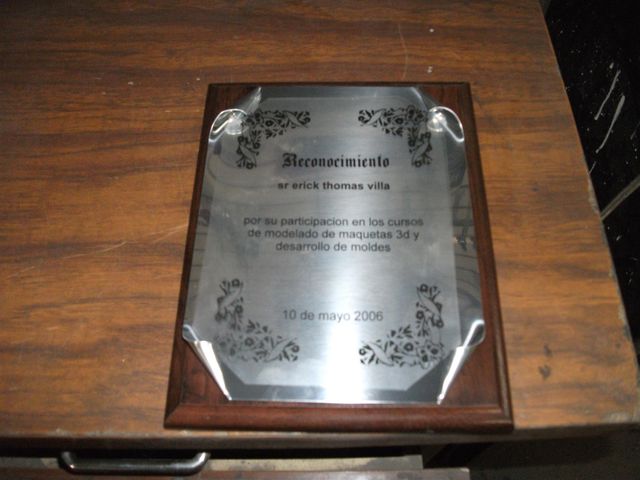 Reconocimiento
sr erick thomas villa
por su participacion en los cursos
de modelado de maquetas 3d y
desarrollo de moldes
10 de mayo 2006